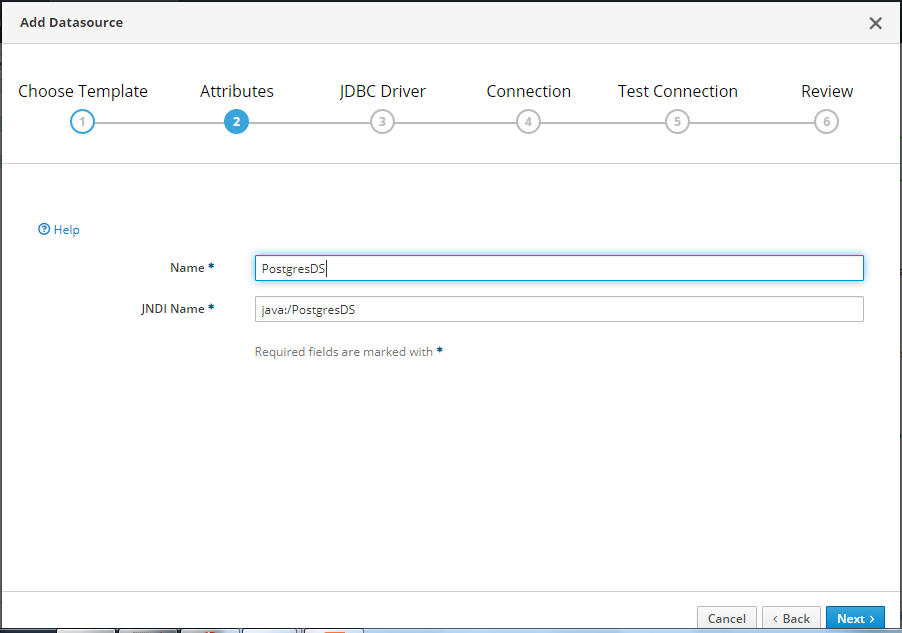 Add Datasource
Choose Template Attributes JDBC Driver Connection Test Connection Review
1 2 3 4 5 6
Help
Name * PostgresDS
JNDI Name * java:/PostgresDS
Required fields are marked with *
Cancel < Back Next >